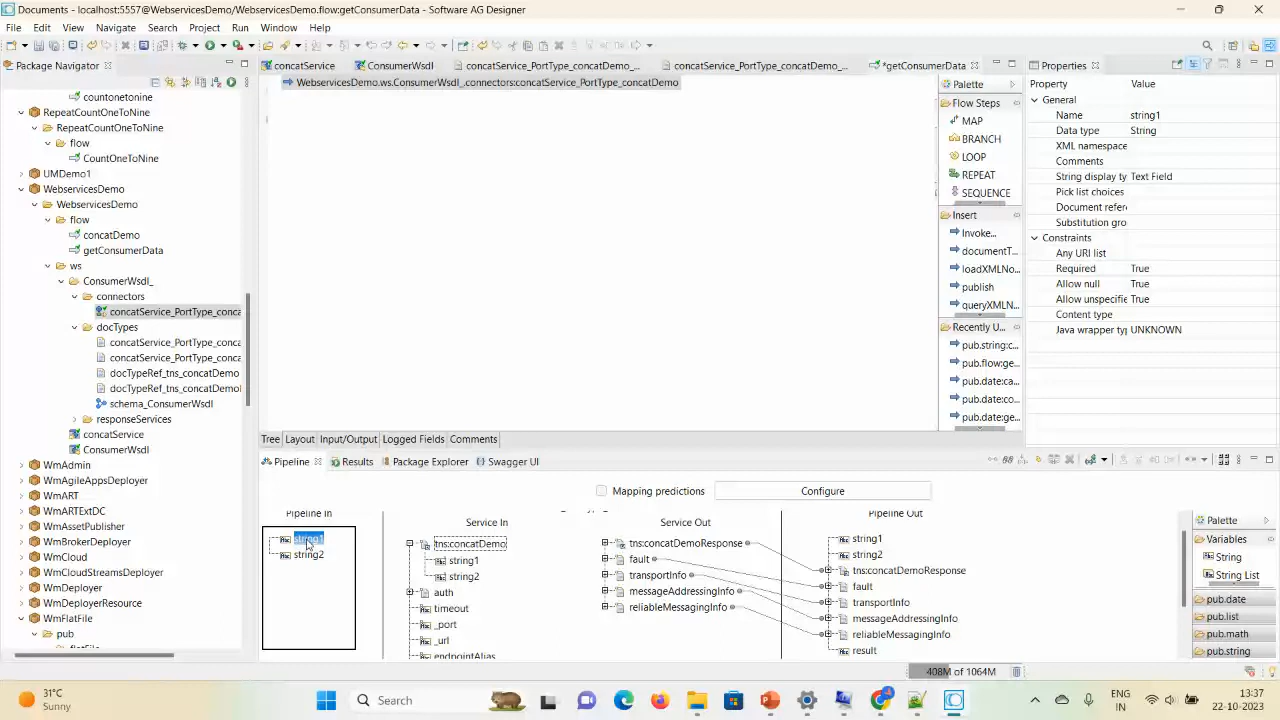 Documents - localhost:5557@WebservicesDemo/WebservicesDemo.flow:getConsumerData - Software AG Designer
File Edit View Navigate Search Project Run Window Help
Package Navigator
countonetonine
RepeatCountOneToNine
RepeatCountOneToNine
flow
CountOneToNine
UMDemo1
WebservicesDemo
WebservicesDemo
flow
concatDemo
getConsumerData
ws
ConsumerWsdl_
connectors
concatService_PortType_conca
docTypes
concatService_PortType_conca
concatService_PortType_conca
docTypeRef_tns_concatDemo
docTypeRef_tns_concatDemo
schema_ConsumerWsdl
responseServices
concatService
ConsumerWsdl
WmAdmin
WmAgileAppsDeployer
WmART
WmARTExtDC
WmAssetPublisher
WmBrokerDeployer
WmCloud
WmCloudStreamsDeployer
WmDeployer
WmDeployerResource
WmFlatFile
pub
concatService ConsumerWsdl concatService_PortType_concatDemo_... concatService_PortType_concatDemo_... *getConsumerData
WebservicesDemo.ws.ConsumerWsdl_.connectors:concatService_PortType_concatDemo
Palette
Flow Steps
MAP
BRANCH
LOOP
REPEAT
SEQUENCE
Insert
Invoke...
documentT...
loadXMLNo...
publish
queryXMLN...
Recently U...
pub.string:c...
pub.flow:ge...
pub.date:ca...
pub.date:co...
pub.date:ge...
Properties
Property Value
General
Name string1
Data type String
XML namespace
Comments
String display ty Text Field
Pick list choices
Document refer
Substitution gro
Constraints
Any URI list
Required True
Allow null True
Allow unspecifie True
Content type
Java wrapper typ UNKNOWN
Tree Layout Input/Output Logged Fields Comments
Pipeline Results Package Explorer Swagger UI
Mapping predictions Configure
Pipeline In
string1
string2
Service In
tns:concatDemo
string1
string2
auth
timeout
_port
_url
endpointAlias
Service Out
tns:concatDemoResponse
fault
transportInfo
messageAddressingInfo
reliableMessagingInfo
Pipeline Out
string1
string2
tns:concatDemoResponse
fault
transportInfo
messageAddressingInfo
reliableMessagingInfo
result
Palette
Variables
String
String List
pub.date
pub.list
pub.math
pub.string
408M of 1064M
31°C
Sunny
Search
ENG
IN
13:37
22-10-2023